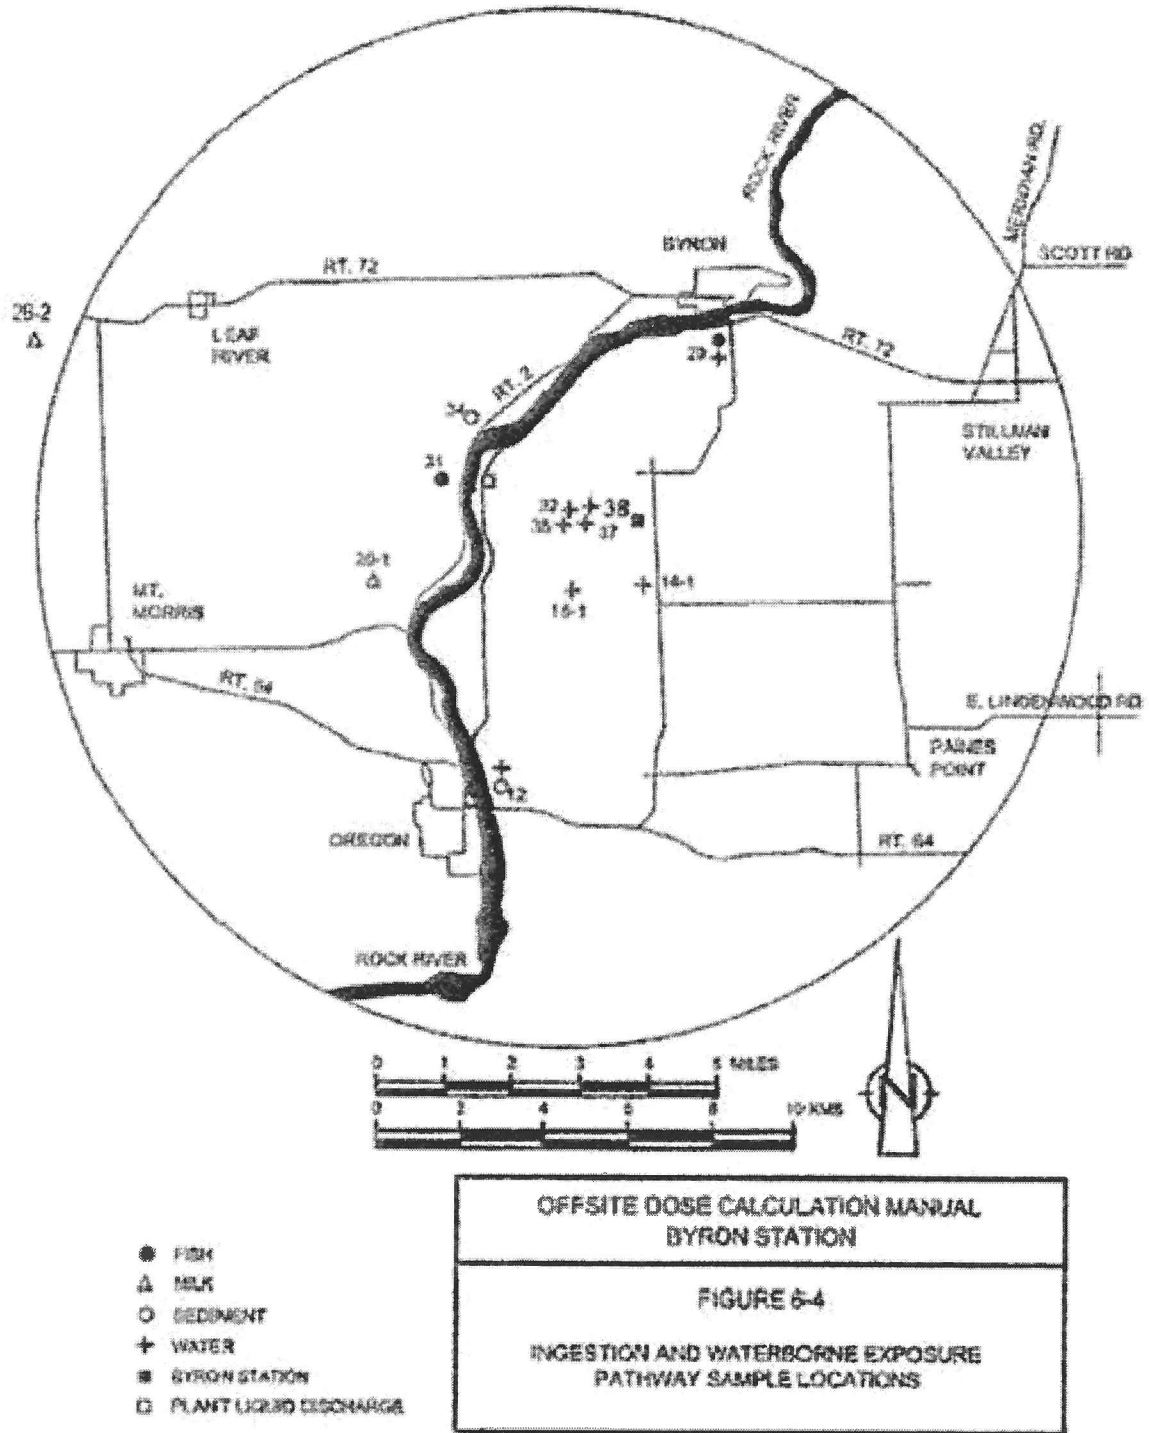 ROCK RIVER
MERIDIAN RD.
BYRON
SCOTT RD.
RT. 72
26-2
LEAF
RIVER
29
RT. 72
RT. 2
34
STILLMAN
VALLEY
31
38
35
37
20-1
14-1
MT.
MORRIS
RT. 64
E. LINDENWOOD RD.
PAINES
POINT
12
OREGON
RT. 64
ROCK RIVER
0 1 2 3 4 5 MILES
0 2 4 6 8 10 KMS
N
OFFSITE DOSE CALCULATION MANUAL
BYRON STATION
FIGURE 6-4
INGESTION AND WATERBORNE EXPOSURE
PATHWAY SAMPLE LOCATIONS
FISH
MILK
SEDIMENT
WATER
BYRON STATION
PLANT LIQUID DISCHARGE